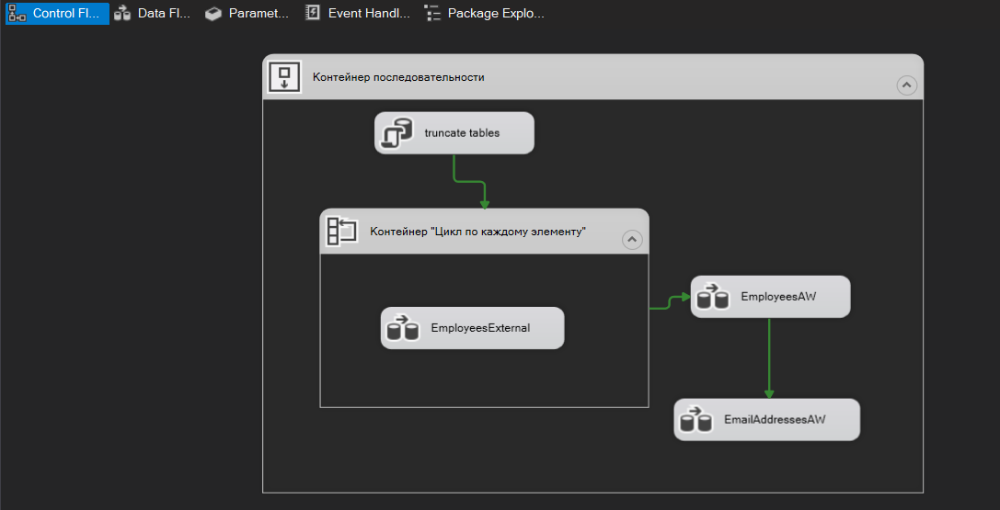 Control Fl...
Data Fl...
Paramet...
Event Handl...
Package Explo...
Контейнер последовательности
truncate tables
Контейнер "Цикл по каждому элементу"
EmployeesAW
EmployeesExternal
EmailAddressesAW